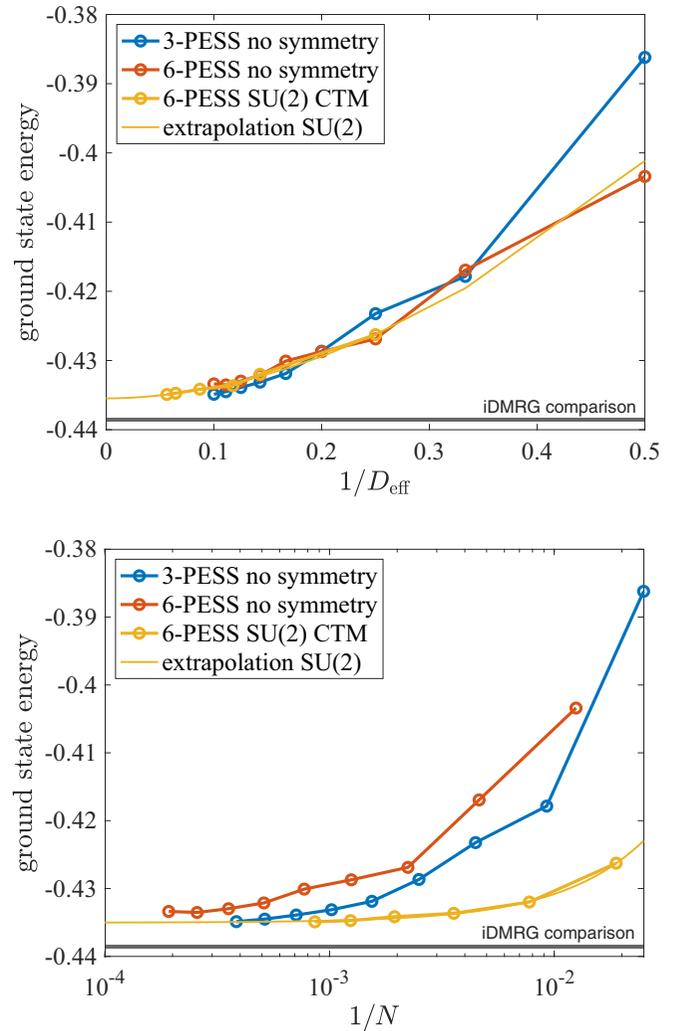 -0.38
3-PESS no symmetry
6-PESS no symmetry
6-PESS SU(2) CTM
extrapolation SU(2)
-0.39
-0.4
-0.41
-0.42
-0.43
-0.44
ground state energy
iDMRG comparison
0 0.1 0.2 0.3 0.4 0.5
1/D_eff
-0.38
3-PESS no symmetry
6-PESS no symmetry
6-PESS SU(2) CTM
extrapolation SU(2)
-0.39
-0.4
-0.41
-0.42
-0.43
-0.44
ground state energy
iDMRG comparison
10^-4 10^-3 10^-2
1/N